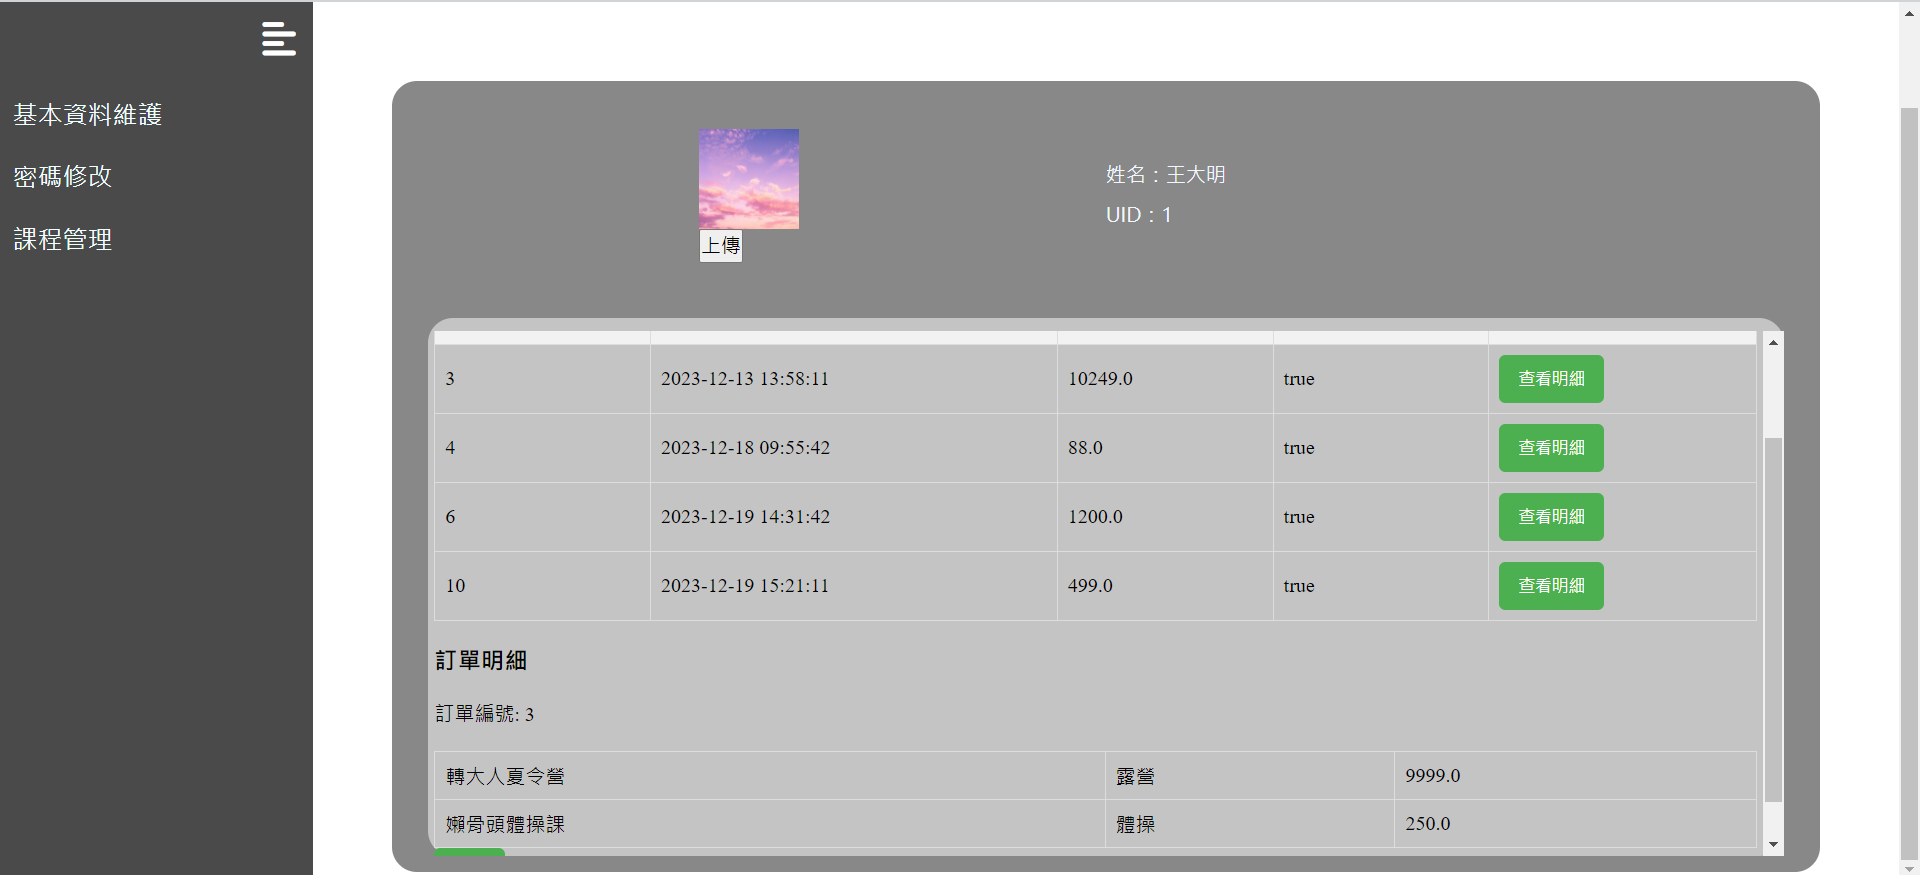 基本資料維護
密碼修改
課程管理
姓名：王大明
UID：1
上傳
3 2023-12-13 13:58:11 10249.0 true 查看明細
4 2023-12-18 09:55:42 88.0 true 查看明細
6 2023-12-19 14:31:42 1200.0 true 查看明細
10 2023-12-19 15:21:11 499.0 true 查看明細
訂單明細
訂單編號: 3
轉大人夏令營 露營 9999.0
嬾骨頭體操課 體操 250.0